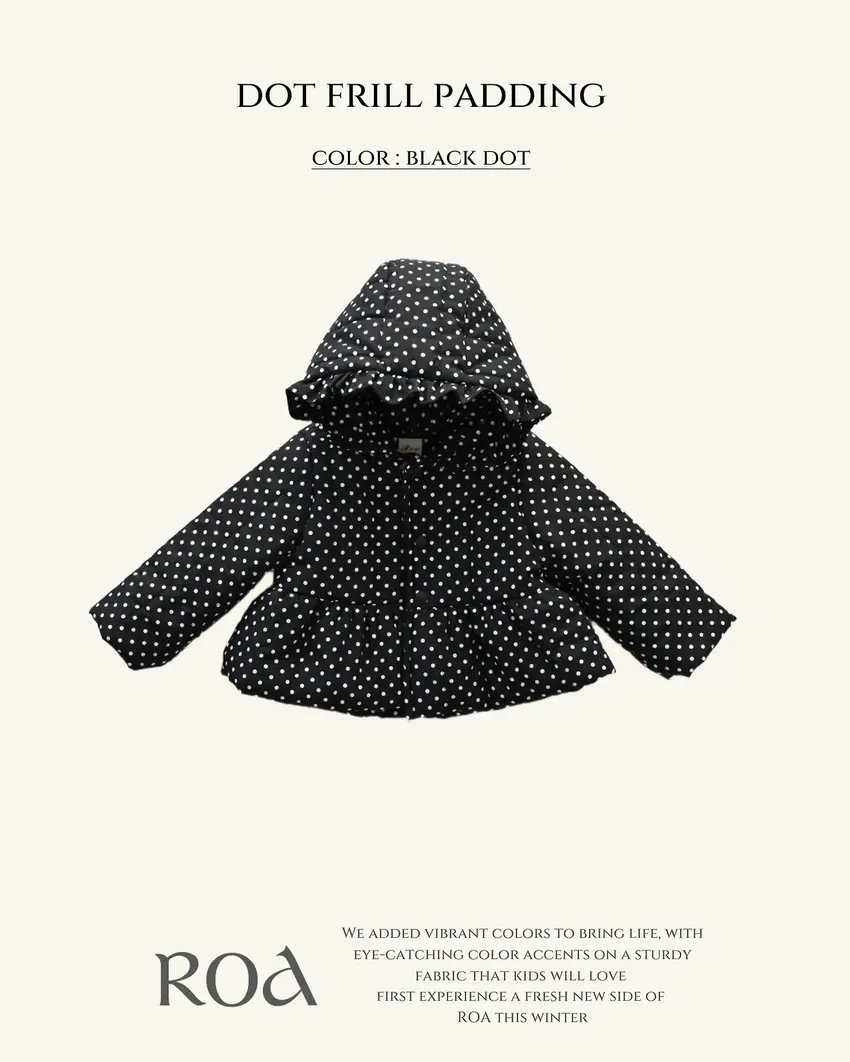 DOT FRILL PADDING
COLOR : BLACK DOT
ROA
WE ADDED VIBRANT COLORS TO BRING LIFE, WITH
EYE-CATCHING COLOR ACCENTS ON A STURDY
FABRIC THAT KIDS WILL LOVE
FIRST EXPERIENCE A FRESH NEW SIDE OF
ROA THIS WINTER